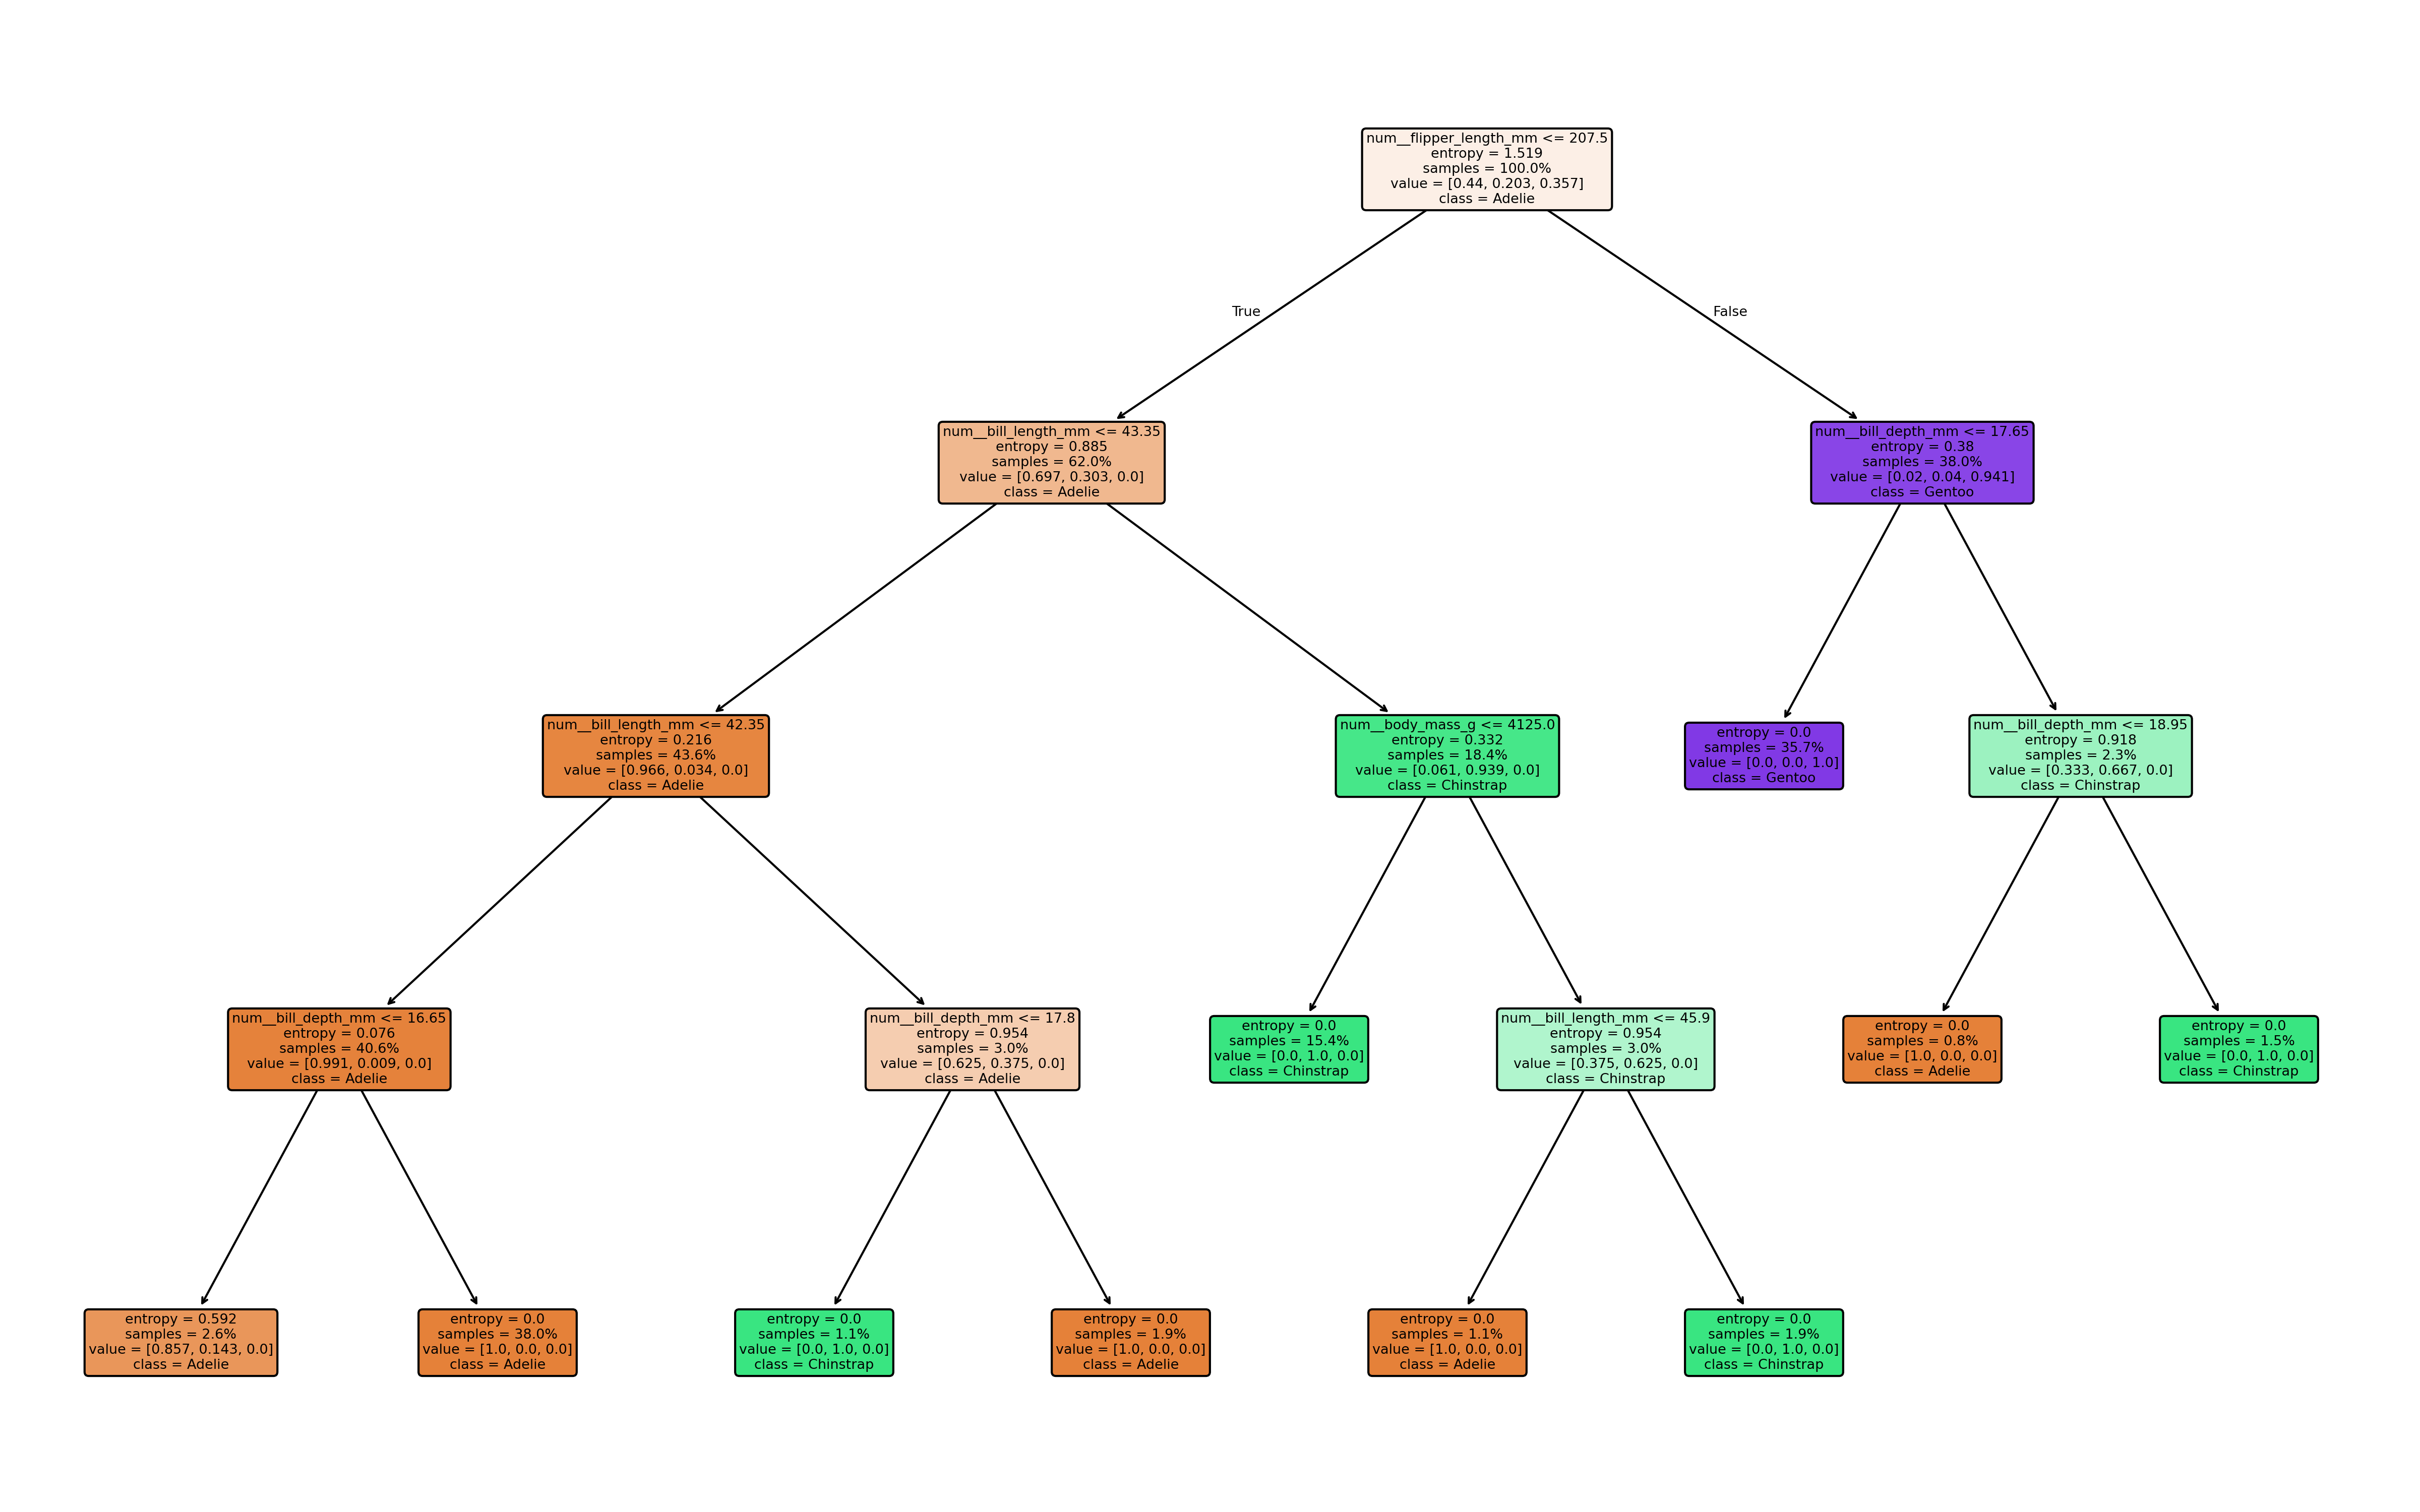 num__flipper_length_mm <= 207.5
entropy = 1.519
samples = 100.0%
value = [0.44, 0.203, 0.357]
class = Adelie
True
False
num__bill_length_mm <= 43.35
entropy = 0.885
samples = 62.0%
value = [0.697, 0.303, 0.0]
class = Adelie
num__bill_depth_mm <= 17.65
entropy = 0.38
samples = 38.0%
value = [0.02, 0.04, 0.941]
class = Gentoo
num__bill_length_mm <= 42.35
entropy = 0.216
samples = 43.6%
value = [0.966, 0.034, 0.0]
class = Adelie
num__body_mass_g <= 4125.0
entropy = 0.332
samples = 18.4%
value = [0.061, 0.939, 0.0]
class = Chinstrap
entropy = 0.0
samples = 35.7%
value = [0.0, 0.0, 1.0]
class = Gentoo
num__bill_depth_mm <= 18.95
entropy = 0.918
samples = 2.3%
value = [0.333, 0.667, 0.0]
class = Chinstrap
num__bill_depth_mm <= 16.65
entropy = 0.076
samples = 40.6%
value = [0.991, 0.009, 0.0]
class = Adelie
num__bill_depth_mm <= 17.8
entropy = 0.954
samples = 3.0%
value = [0.625, 0.375, 0.0]
class = Adelie
entropy = 0.0
samples = 15.4%
value = [0.0, 1.0, 0.0]
class = Chinstrap
num__bill_length_mm <= 45.9
entropy = 0.954
samples = 3.0%
value = [0.375, 0.625, 0.0]
class = Chinstrap
entropy = 0.0
samples = 0.8%
value = [1.0, 0.0, 0.0]
class = Adelie
entropy = 0.0
samples = 1.5%
value = [0.0, 1.0, 0.0]
class = Chinstrap
entropy = 0.592
samples = 2.6%
value = [0.857, 0.143, 0.0]
class = Adelie
entropy = 0.0
samples = 38.0%
value = [1.0, 0.0, 0.0]
class = Adelie
entropy = 0.0
samples = 1.1%
value = [0.0, 1.0, 0.0]
class = Chinstrap
entropy = 0.0
samples = 1.9%
value = [1.0, 0.0, 0.0]
class = Adelie
entropy = 0.0
samples = 1.1%
value = [1.0, 0.0, 0.0]
class = Adelie
entropy = 0.0
samples = 1.9%
value = [0.0, 1.0, 0.0]
class = Chinstrap